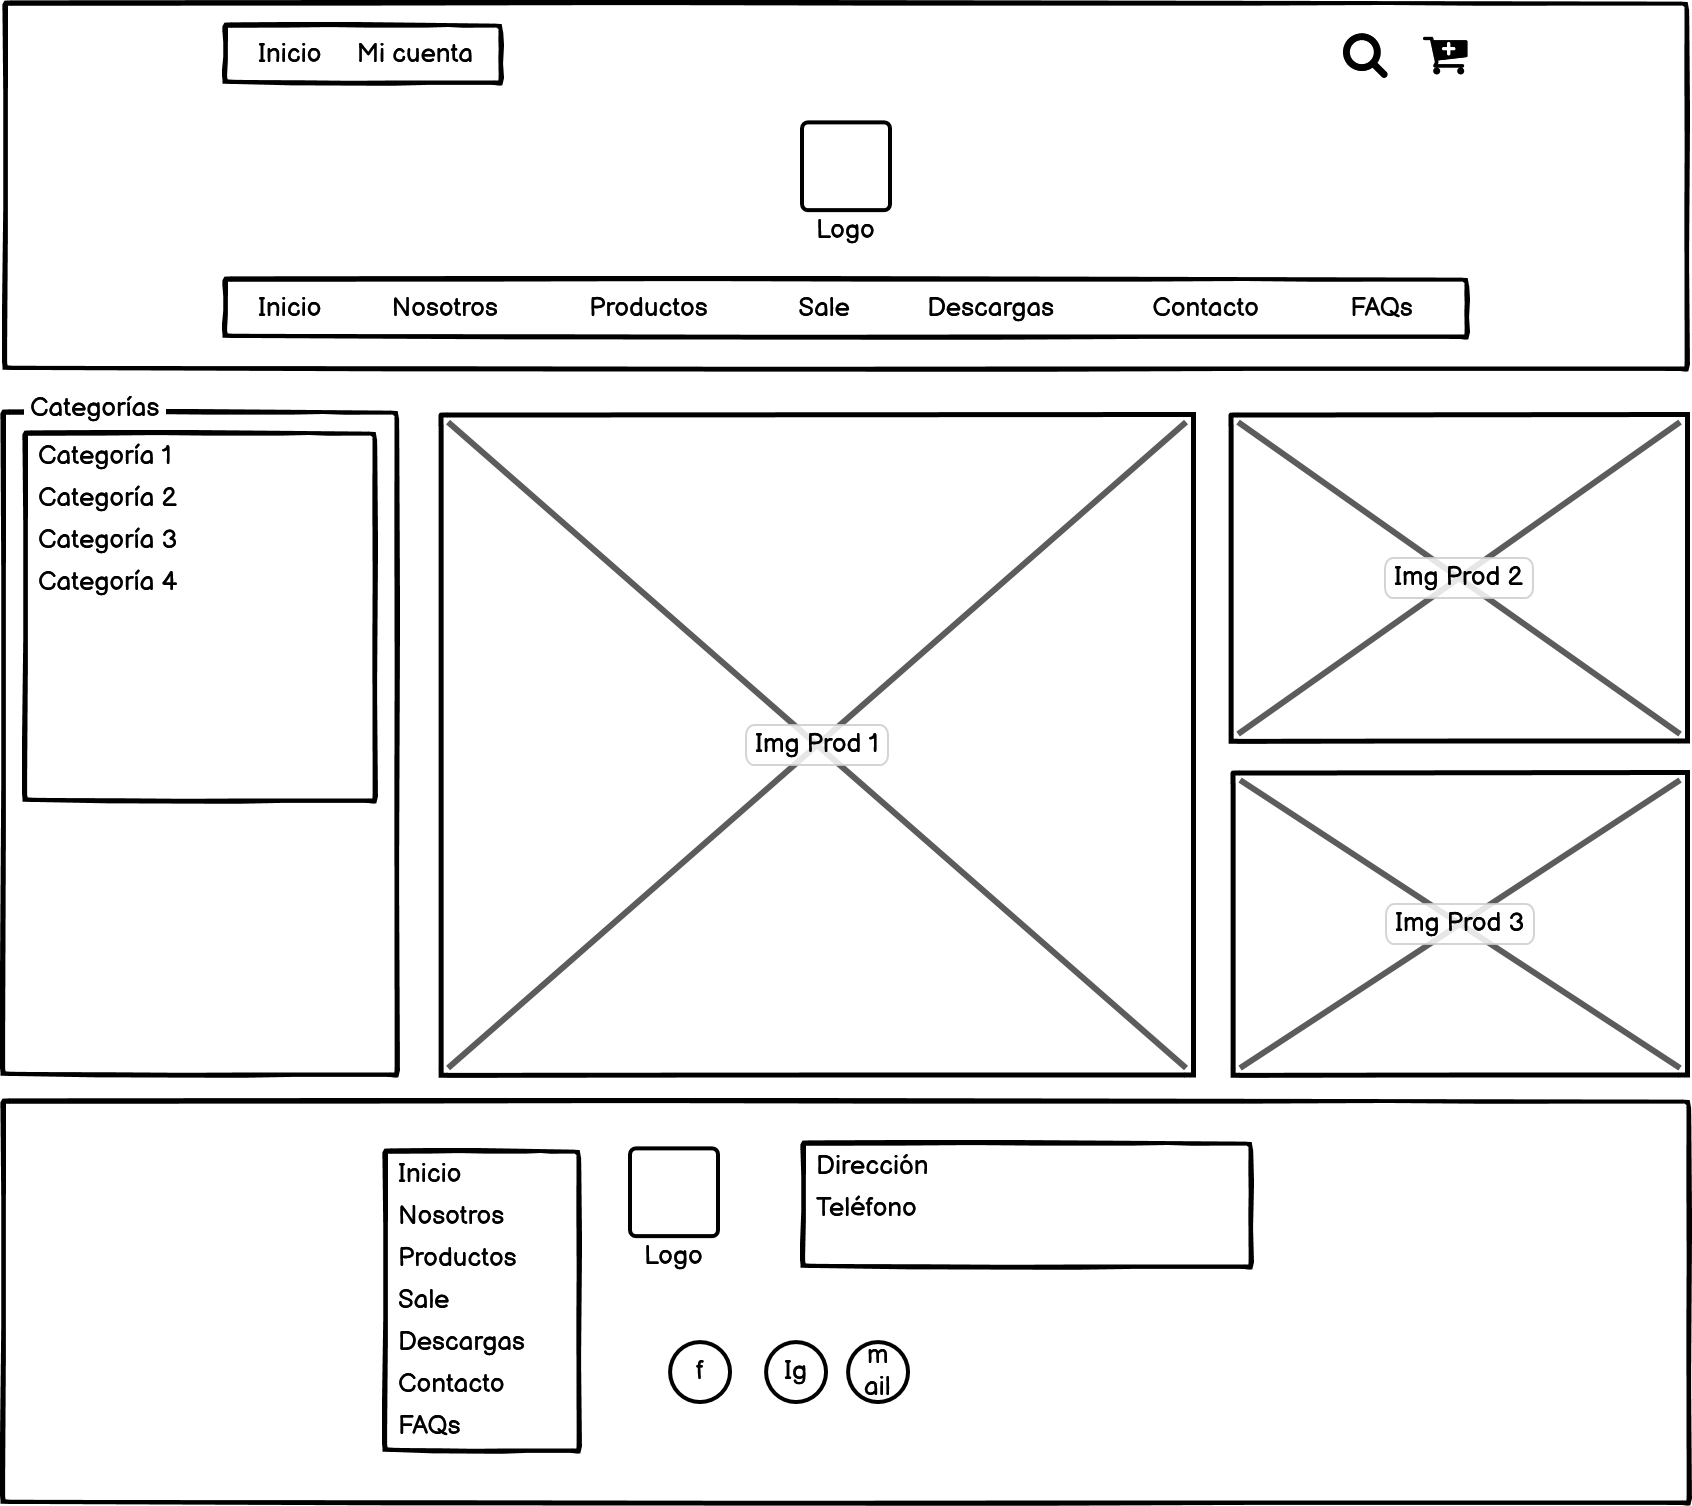 Inicio Mi cuenta
Logo
Inicio Nosotros Productos Sale Descargas Contacto FAQs
Categorías
Categoría 1
Categoría 2
Categoría 3
Categoría 4
Img Prod 1
Img Prod 2
Img Prod 3
Inicio
Nosotros
Productos
Sale
Descargas
Contacto
FAQs
Logo
Dirección
Teléfono
f
Ig
m
ail